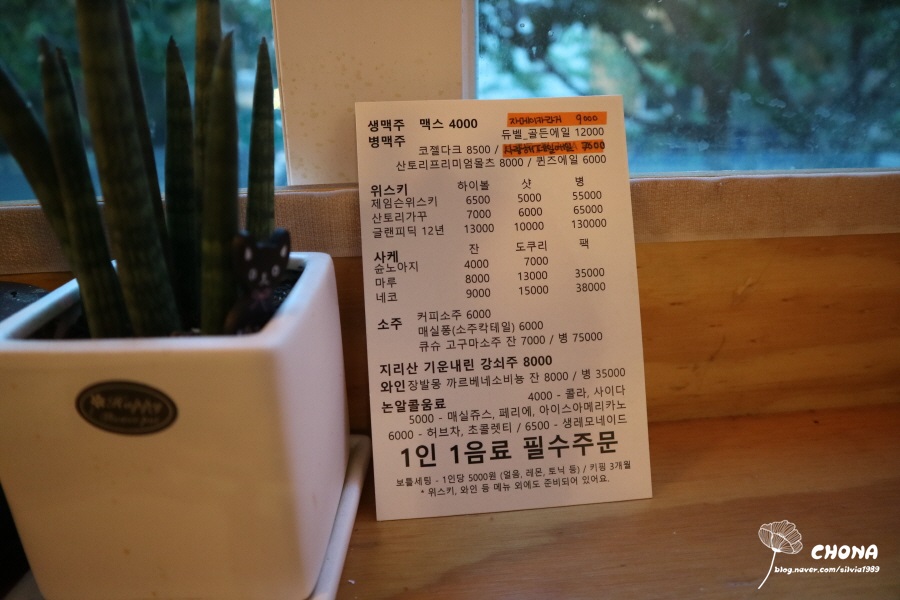 생맥주 맥스 4000
9000
병맥주 듀벨_골든에일 12000
코젤다크 8500 /
산토리프리미엄몰츠 8000 / 퀸즈에일 6000
위스키 하이볼 샷 병
제임슨위스키 6500 5000 55000
산토리가꾸 7000 6000 65000
글랜피딕 12년 13000 10000 130000
사케 잔 도쿠리 팩
슌노아지 4000 7000
마루 8000 13000 35000
네코 9000 15000 38000
소주 커피소주 6000
매실퐁(소주칵테일) 6000
큐슈 고구마소주 잔 7000 / 병 75000
지리산 기운내린 강쇠주 8000
와인 장발몽 까르베네소비뇽 잔 8000 / 병 35000
논알콜음료 4000 - 콜라, 사이다
5000 - 매실쥬스, 페리에, 아이스아메리카노
6000 - 허브차, 초콜렛티 / 6500 - 생레모네이드
1인 1음료 필수주문
보틀세팅 - 1인당 5000원 (얼음, 레몬, 토닉 등) / 키핑 3개월
* 위스키, 와인 등 메뉴 외에도 준비되어 있어요.
CHONA
blog.naver.com/silvia1989